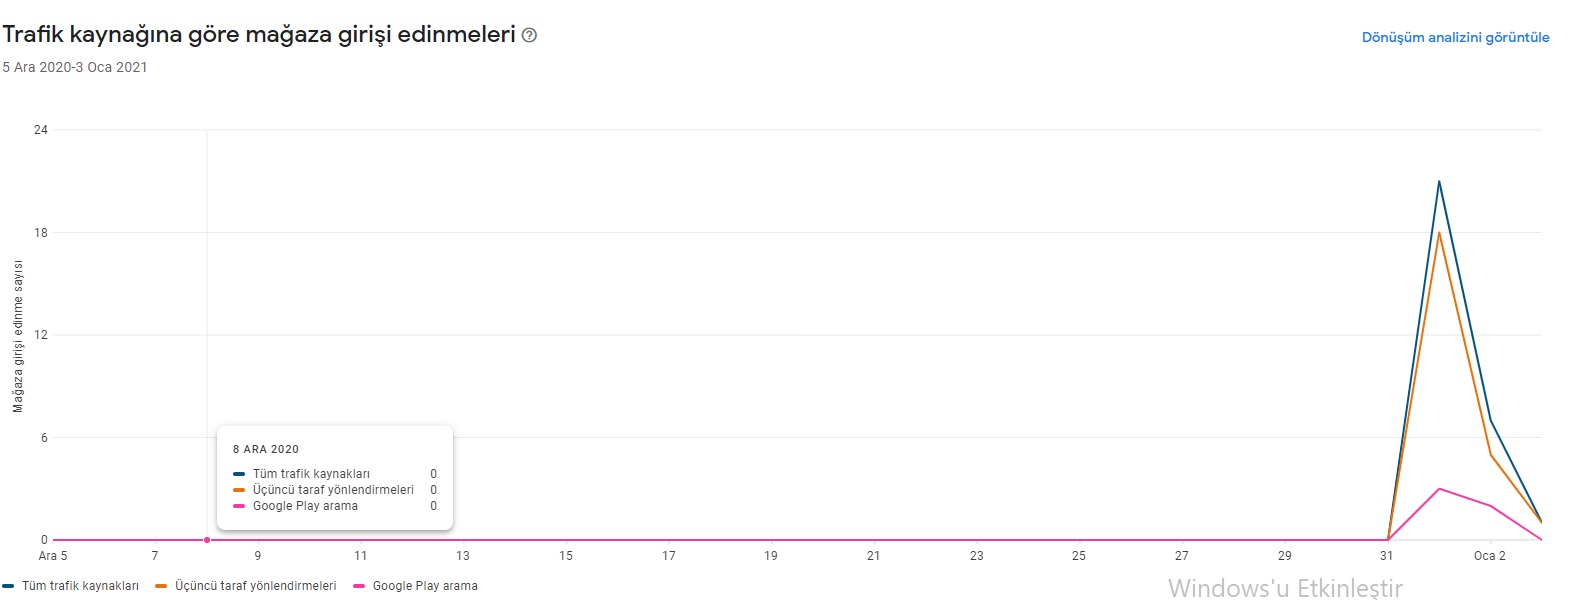 Trafik kaynağına göre mağaza girişi edinmeleri
Dönüşüm analizini görüntüle
5 Ara 2020-3 Oca 2021
24
18
12
6
0
Mağaza girişi edinme sayısı
8 ARA 2020
Tüm trafik kaynakları 0
Üçüncü taraf yönlendirmeleri 0
Google Play arama 0
Ara 5 7 9 11 13 15 17 19 21 23 25 27 29 31 Oca 2
Tüm trafik kaynakları Üçüncü taraf yönlendirmeleri Google Play arama
Windows'u Etkinleştir